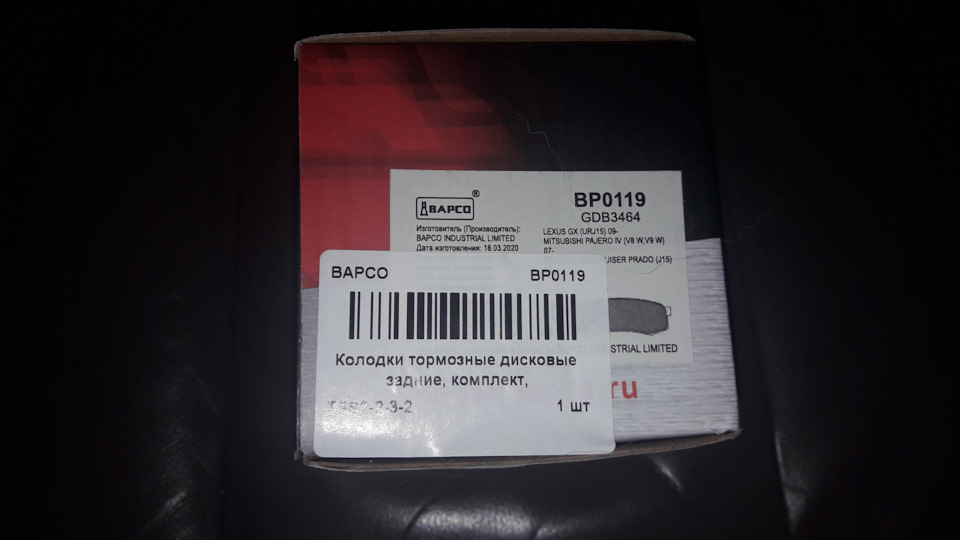 BAPCO ®
Изготовитель (Производитель):
BAPCO INDUSTRIAL LIMITED
Дата изготовления: 18.03.2020
BP0119
GDB3464
LEXUS GX (URJ15) 09-
MITSUBISHI PAJERO IV (V8 W,V9 W)
07-
UISER PRADO (J15)
STRIAL LIMITED
ru
BAPCO BP0119
Колодки тормозные дисковые
задние, комплект,
1 шт